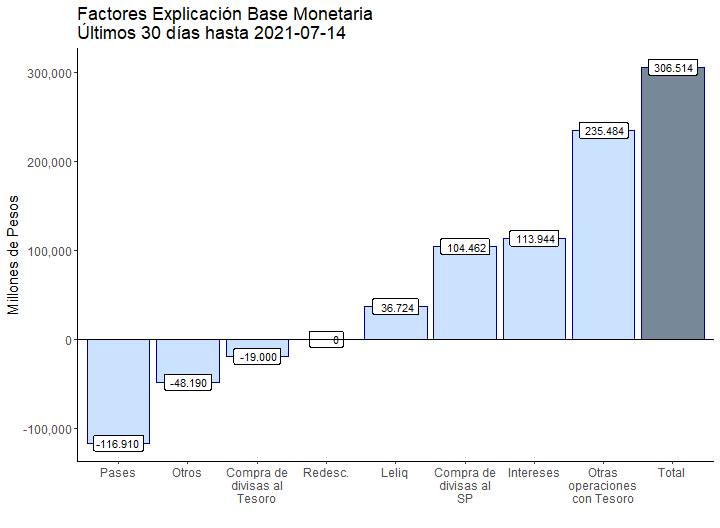 Factores Explicación Base Monetaria
Últimos 30 días hasta 2021-07-14
Millones de Pesos
300,000
200,000
100,000
0
-100,000
-116.910
-48.190
-19.000
0
36.724
104.462
113.944
235.484
306.514
Pases
Otros
Compra de
divisas al
Tesoro
Redesc.
Leliq
Compra de
divisas al
SP
Intereses
Otras
operaciones
con Tesoro
Total